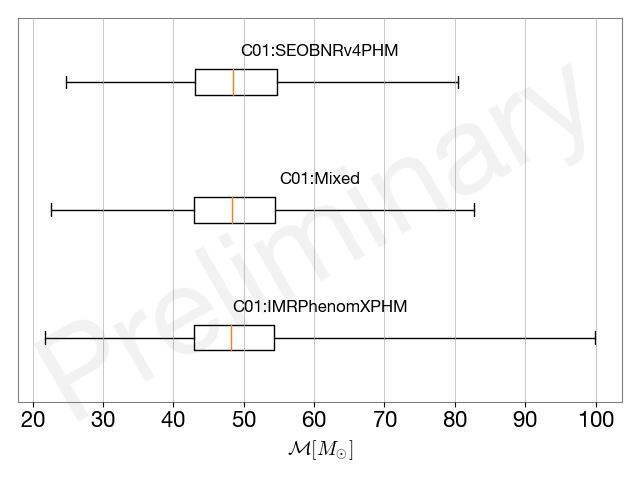 C01:SEOBNRv4PHM
C01:Mixed
C01:IMRPhenomXPHM
Preliminary
20 30 40 50 60 70 80 90 100
ℳ[M⊙]